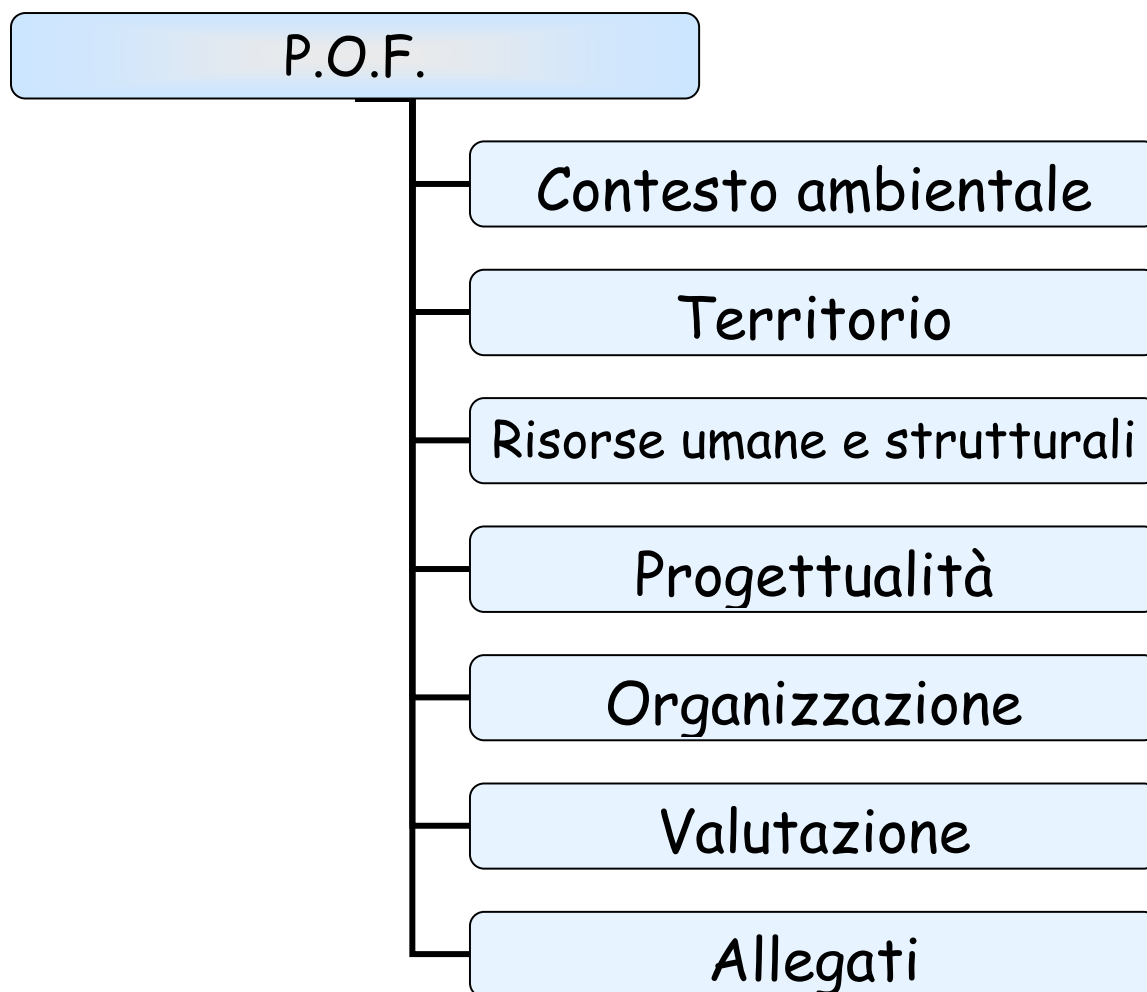 P.O.F.
Contesto ambientale
Territorio
Risorse umane e strutturali
Progettualità
Organizzazione
Valutazione
Allegati